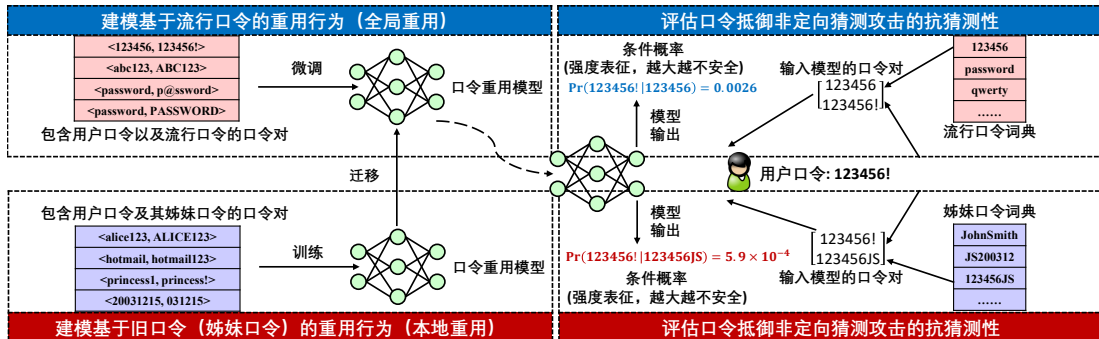 建模基于流行口令的重用行为（全局重用）
评估口令抵御非定向猜测攻击的抗猜测性
<123456, 123456!>
<abc123, ABC123>
<password, p@ssword>
<password, PASSWORD>
包含用户口令以及流行口令的口令对
微调
口令重用模型
条件概率
(强度表征，越大越不安全)
Pr(123456!|123456) = 0.0026
模型
输出
输入模型的口令对
123456
123456!
123456
password
qwerty
……
流行口令词典
迁移
用户口令: 123456!
包含用户口令及其姊妹口令的口令对
<alice123, ALICE123>
<hotmail, hotmail123>
<princess1, princess!>
<20031215, 031215>
训练
口令重用模型
模型
输出
Pr(123456!|123456JS) = 5.9 × 10⁻⁴
条件概率
(强度表征，越大越不安全)
123456!
123456JS
输入模型的口令对
姊妹口令词典
JohnSmith
JS200312
123456JS
……
建模基于旧口令（姊妹口令）的重用行为（本地重用）
评估口令抵御非定向猜测攻击的抗猜测性